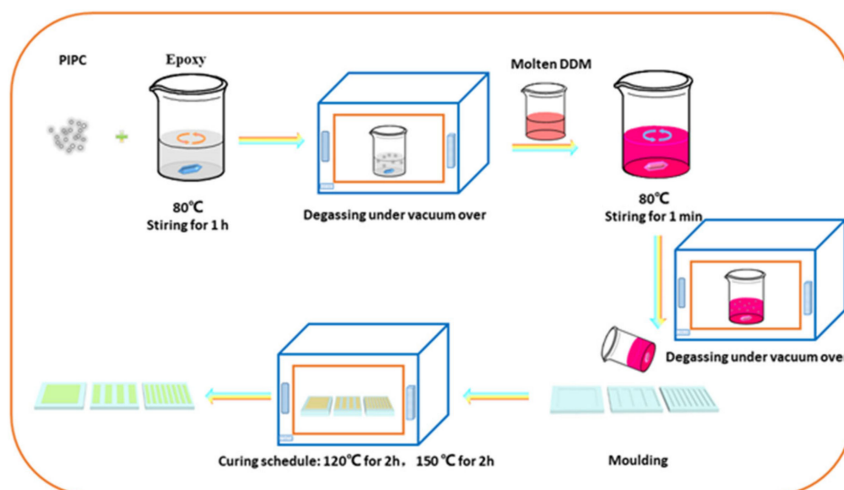 PIPC
Epoxy
Molten DDM
80℃
Stiring for 1 h
Degassing under vacuum over
80℃
Stiring for 1 min
Degassing under vacuum over
Curing schedule: 120℃ for 2h， 150 ℃ for 2h
Moulding